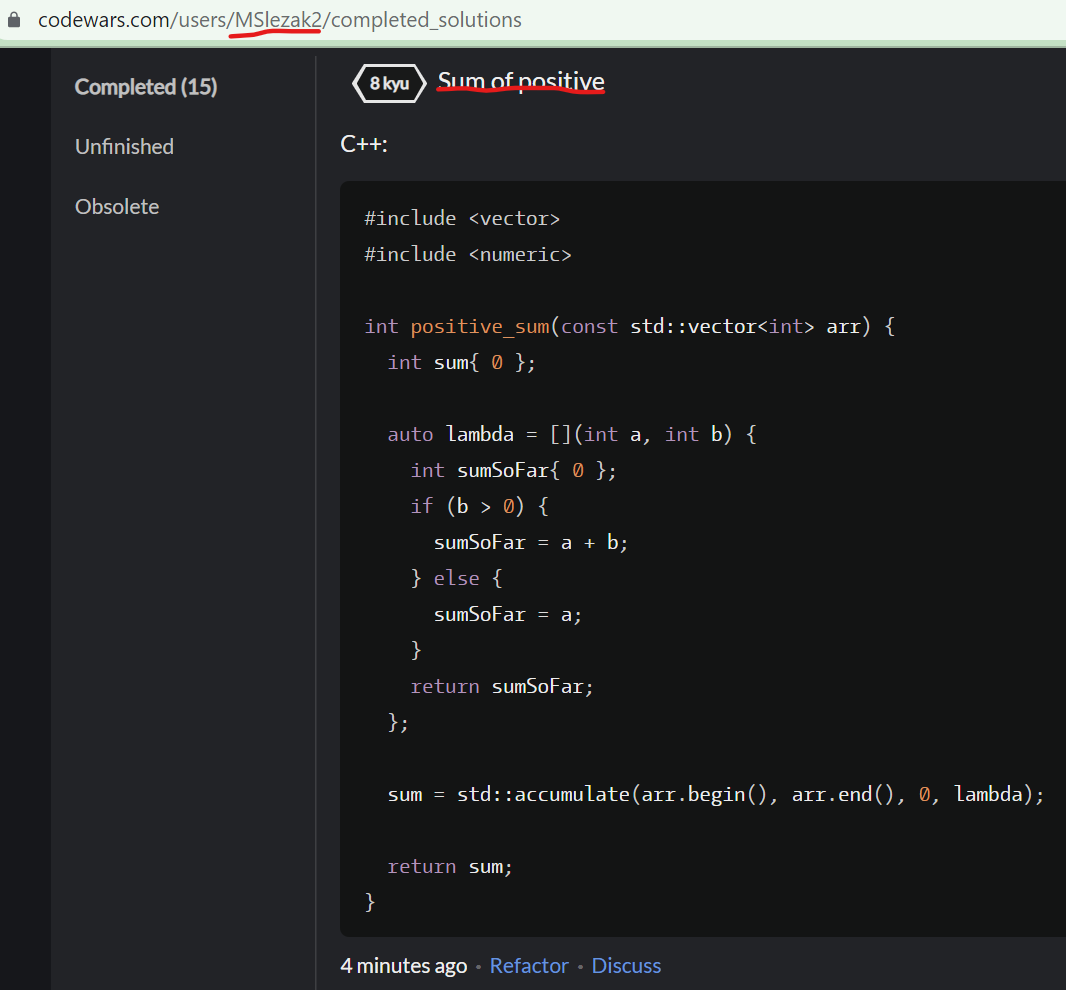 codewars.com/users/MSlezak2/completed_solutions
Completed (15)
Unfinished
Obsolete
8 kyu Sum of positive
C++:
#include <vector>
#include <numeric>
int positive_sum(const std::vector<int> arr) {
int sum{ 0 };
auto lambda = [](int a, int b) {
int sumSoFar{ 0 };
if (b > 0) {
sumSoFar = a + b;
} else {
sumSoFar = a;
}
return sumSoFar;
};
sum = std::accumulate(arr.begin(), arr.end(), 0, lambda);
return sum;
}
4 minutes ago • Refactor • Discuss